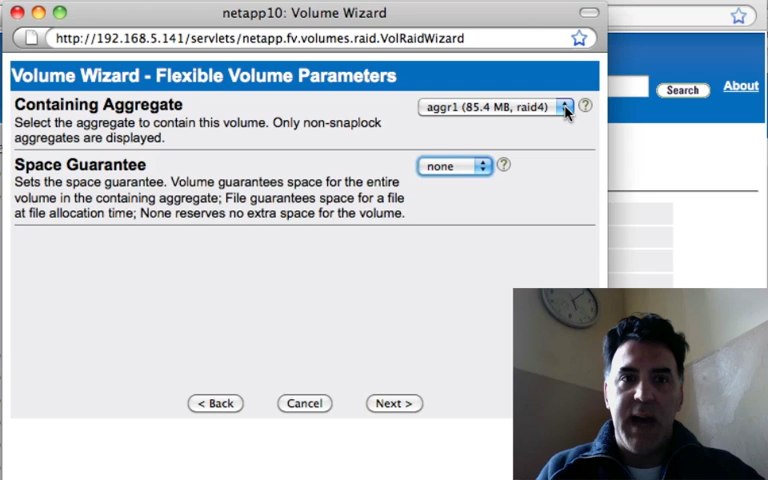 netapp10: Volume Wizard
http://192.168.5.141/servlets/netapp.fv.volumes.raid.VolRaidWizard
Volume Wizard - Flexible Volume Parameters
Search
About
Containing Aggregate
aggr1 (85.4 MB, raid4)
?
Select the aggregate to contain this volume. Only non-snaplock
aggregates are displayed.
Space Guarantee
none
?
Sets the space guarantee. Volume guarantees space for the entire
volume in the containing aggregate; File guarantees space for a file
at file allocation time; None reserves no extra space for the volume.
< Back
Cancel
Next >